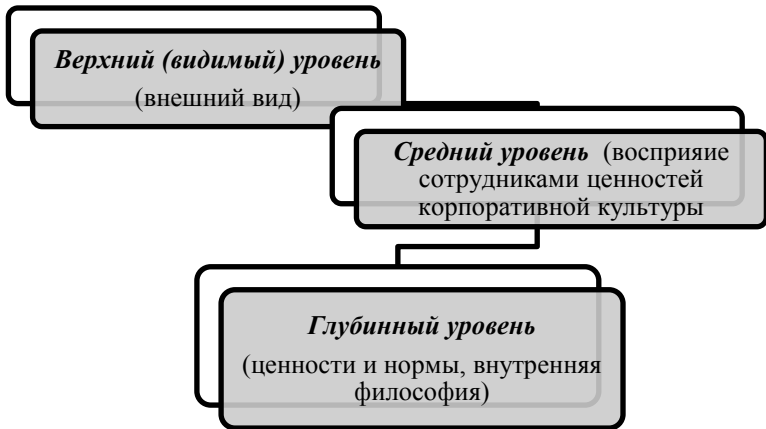 Верхний (видимый) уровень
(внешний вид)
Средний уровень (восприяие
сотрудниками ценностей
корпоративной культуры
Глубинный уровень
(ценности и нормы, внутренняя
философия)